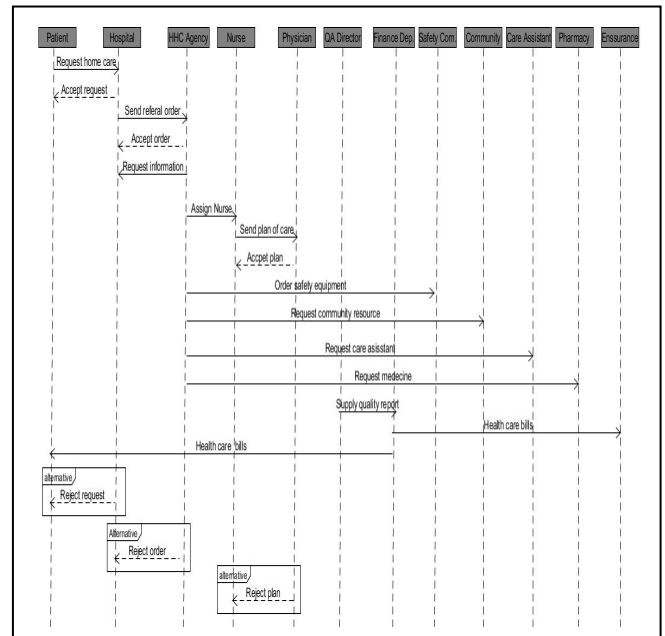 Patient Hospital HHC Agency Nurse Physician QA Director Finance Dep. Safety Com. Community Care Assistant Pharmacy Enssurance
Request home care
Accept request
Send referal order
Accept order
Request information
Assign Nurse
Send plan of care
Accpet plan
Order safety equipment
Request community resource
Request care asisstant
Request medecine
Supply quality report
Health care bills
Health care bills
alternative
Reject request
Alternative
Reject order
alternative
Reject plan